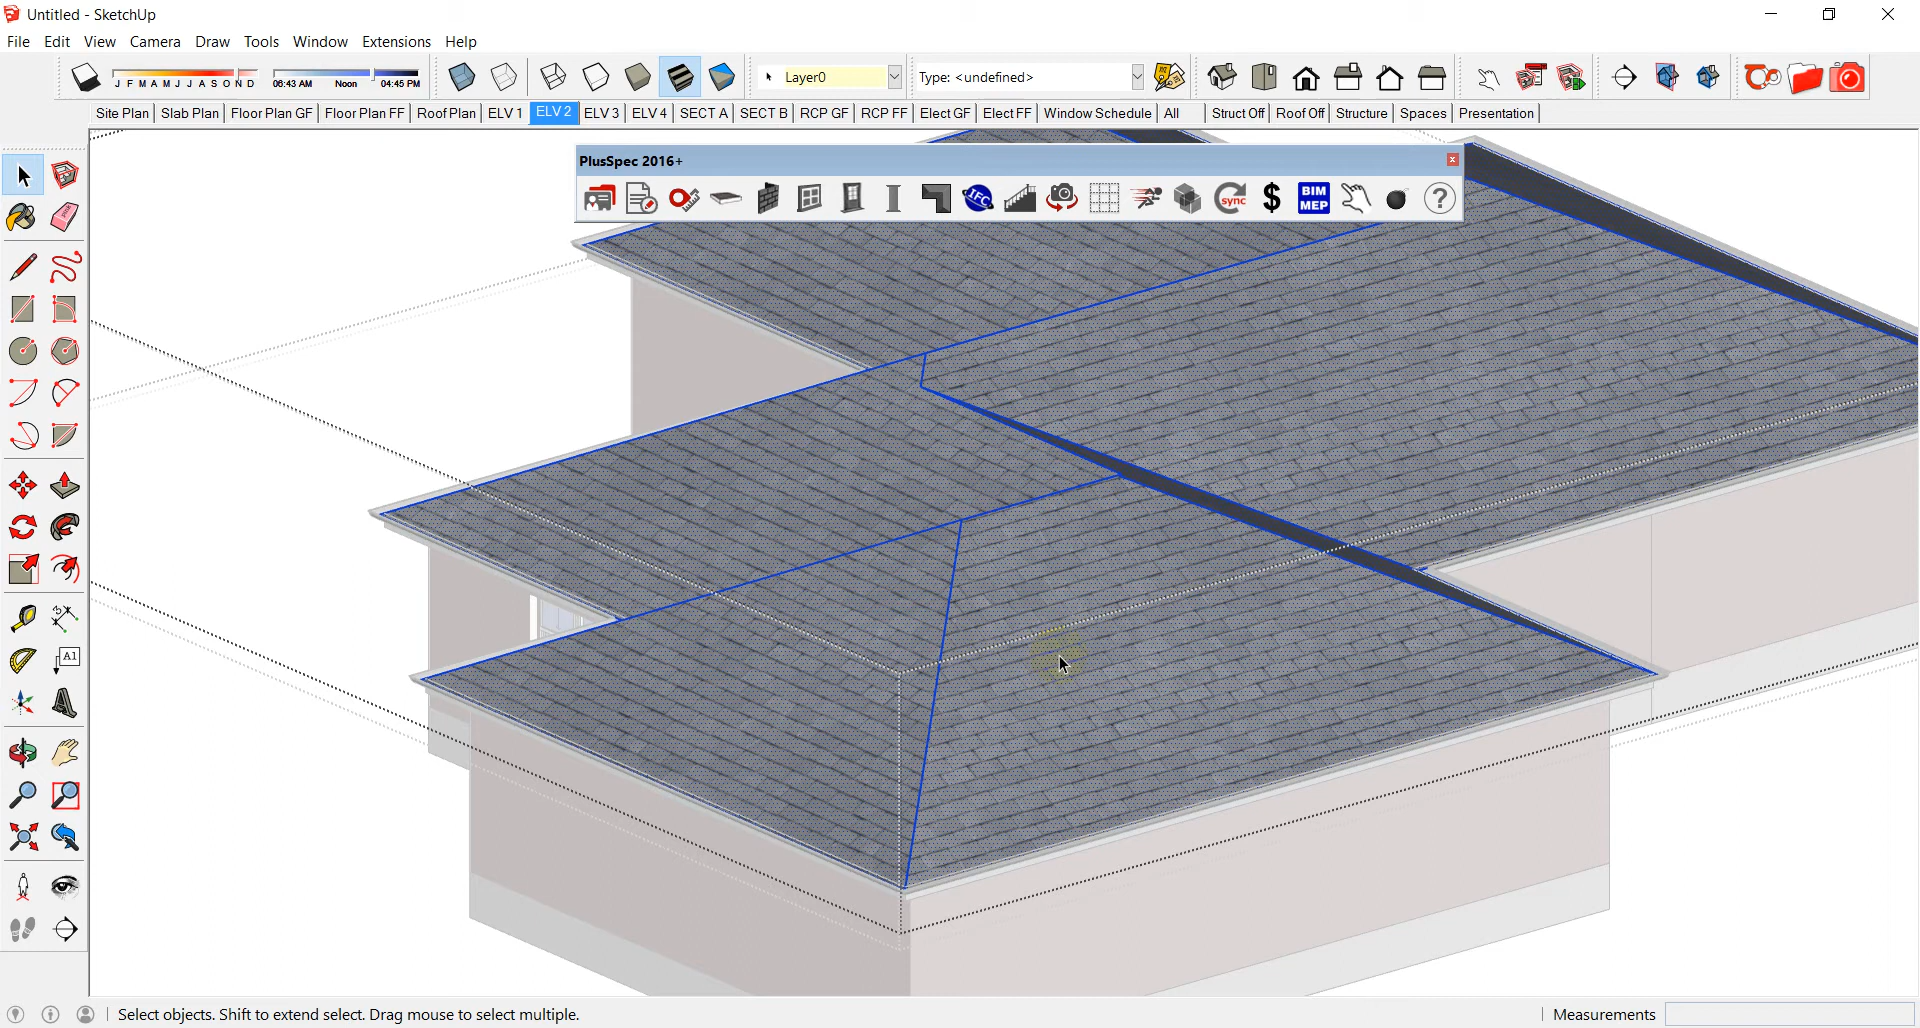 Untitled - SketchUp
File Edit View Camera Draw Tools Window Extensions Help
J F M A M J J A S O N D 06:43 AM Noon 04:45 PM Layer0 Type: <undefined>
Site Plan Slab Plan Floor Plan GF Floor Plan FF Roof Plan ELV 1 ELV 2 ELV 3 ELV 4 SECT A SECT B RCP GF RCP FF Elect GF Elect FF Window Schedule All Struct Off Roof Off Structure Spaces Presentation
PlusSpec 2016+
IFC sync $ BIM MEP ?
A1
Select objects. Shift to extend select. Drag mouse to select multiple. Measurements